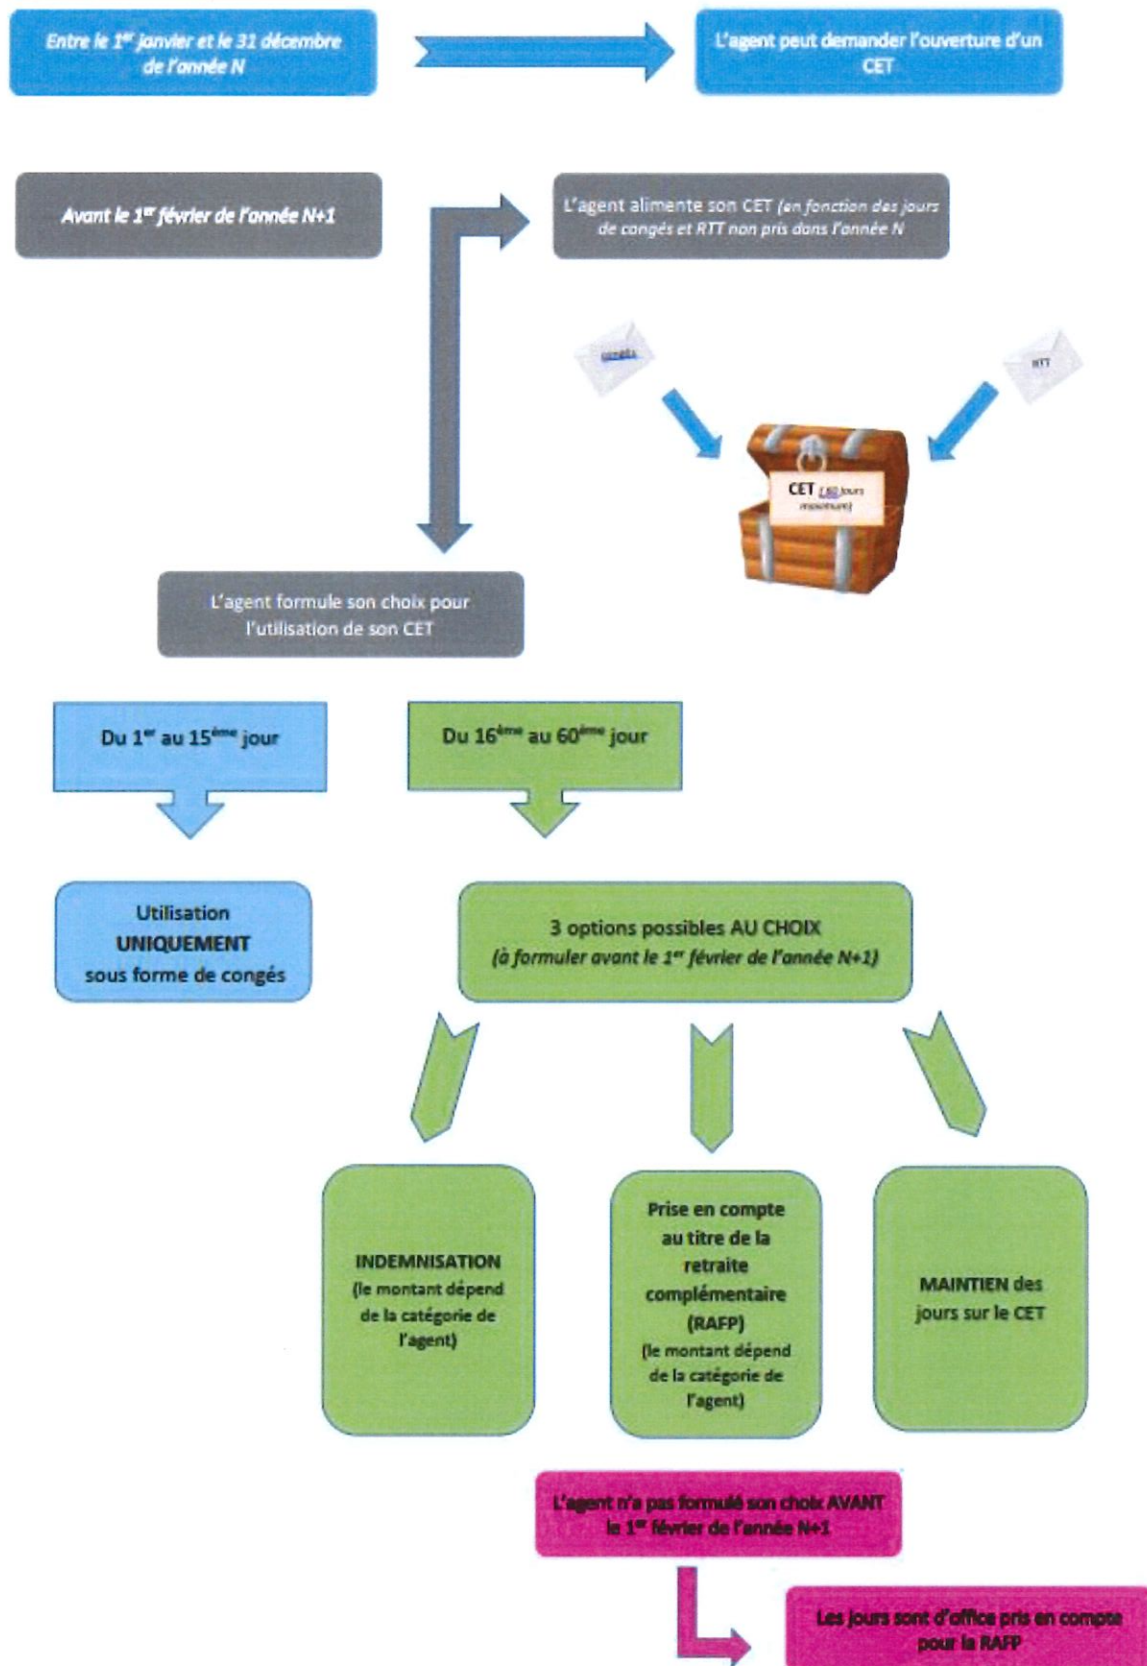 Entre le 1er janvier et le 31 décembre
de l'année N
L'agent peut demander l'ouverture d'un
CET
Avant le 1er février de l'année N+1
L'agent alimente son CET (en fonction des jours
de congés et RTT non pris dans l'année N
congés
RTT
CET ( 60 jours
maximum)
L'agent formule son choix pour
l'utilisation de son CET
Du 1er au 15ème jour
Du 16ème au 60ème jour
Utilisation
UNIQUEMENT
sous forme de congés
3 options possibles AU CHOIX
(à formuler avant le 1er février de l'année N+1)
INDEMNISATION
(le montant dépend
de la catégorie de
l'agent)
Prise en compte
au titre de la
retraite
complémentaire
(RAFP)
(le montant dépend
de la catégorie de
l'agent)
MAINTIEN des
jours sur le CET
L'agent n'a pas formulé son choix AVANT
le 1er février de l'année N+1
Les jours sont d'office pris en compte
pour la RAFP